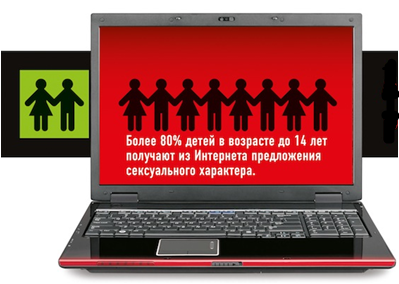 Более 80% детей в возрасте до 14 лет
получают из Интернета предложения
сексуального характера.